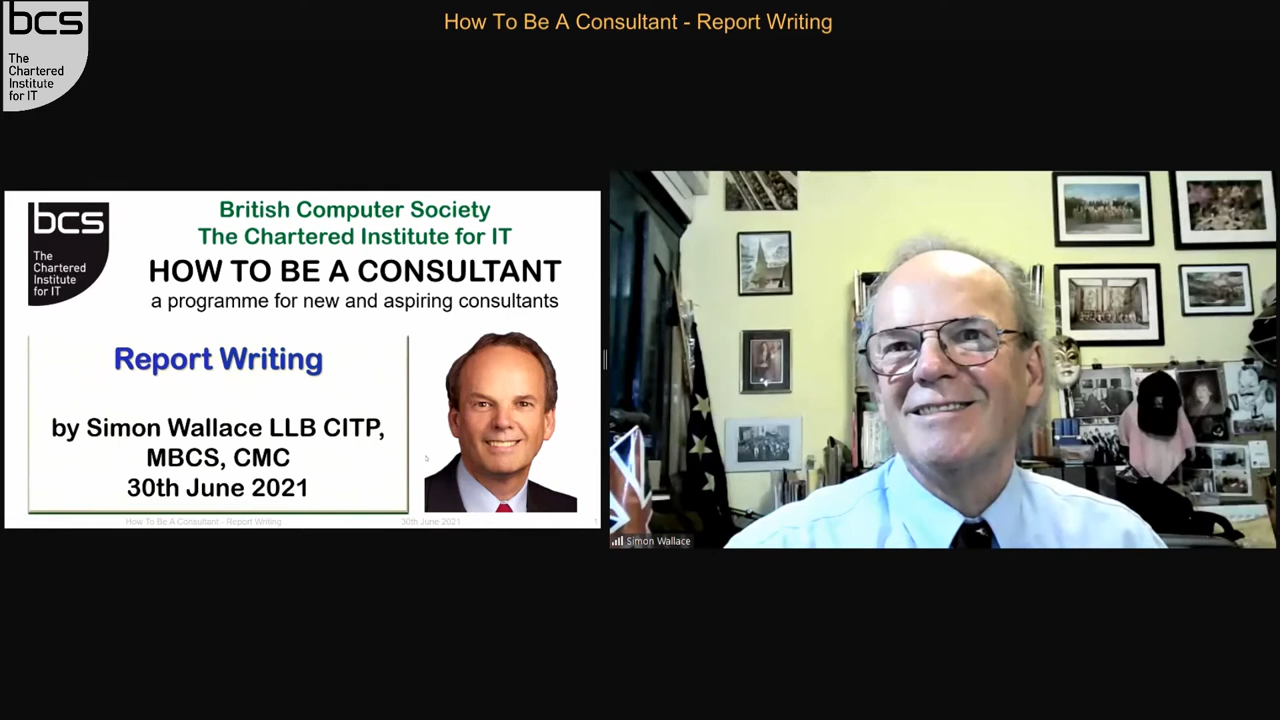 How To Be A Consultant - Report Writing
bcs
The
Chartered
Institute
for IT
British Computer Society
The Chartered Institute for IT
bcs
The
Chartered
Institute
for IT
HOW TO BE A CONSULTANT
a programme for new and aspiring consultants
Report Writing
by Simon Wallace LLB CITP,
MBCS, CMC
30th June 2021
How To Be A Consultant - Report Writing 30th June 2021 1
Simon Wallace